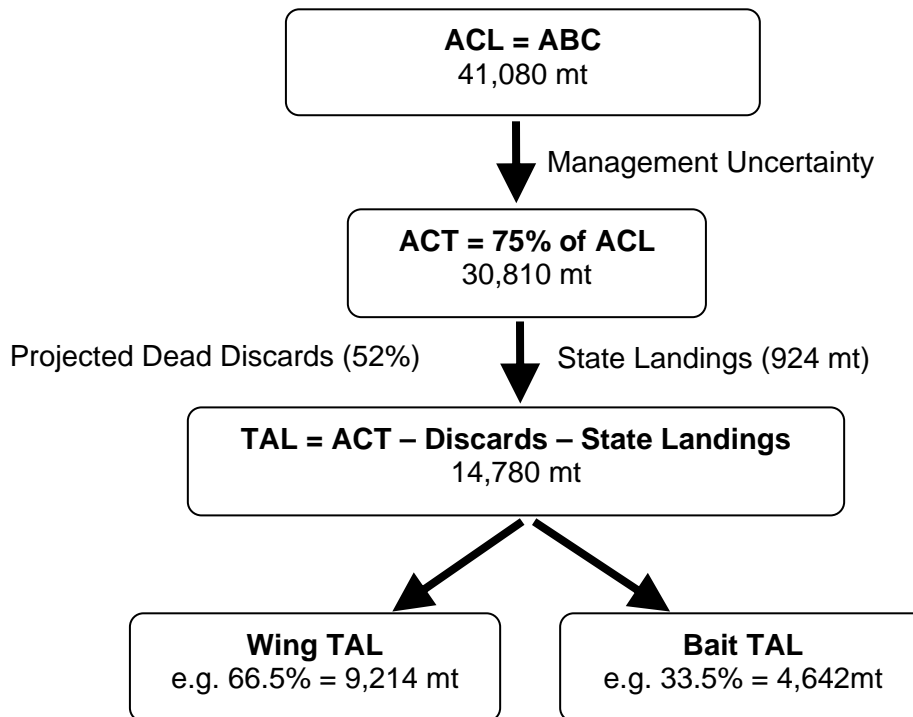 ACL = ABC
41,080 mt
Management Uncertainty
ACT = 75% of ACL
30,810 mt
Projected Dead Discards (52%)
State Landings (924 mt)
TAL = ACT – Discards – State Landings
14,780 mt
Wing TAL
e.g. 66.5% = 9,214 mt
Bait TAL
e.g. 33.5% = 4,642mt